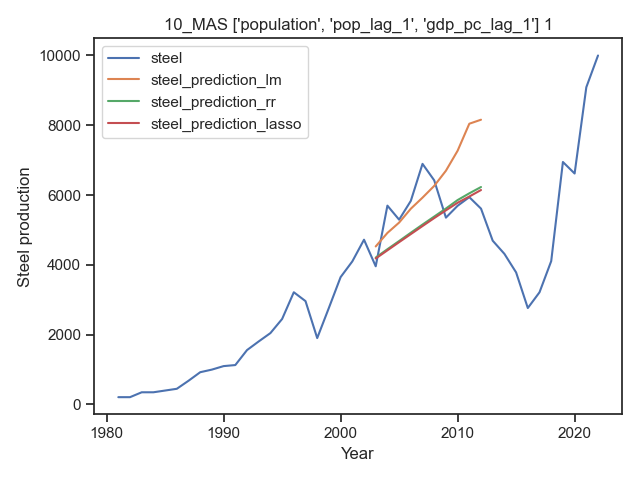 10_MAS ['population', 'pop_lag_1', 'gdp_pc_lag_1'] 1
steel
steel_prediction_lm
steel_prediction_rr
steel_prediction_lasso
Steel production
10000
8000
6000
4000
2000
0
1980 1990 2000 2010 2020
Year